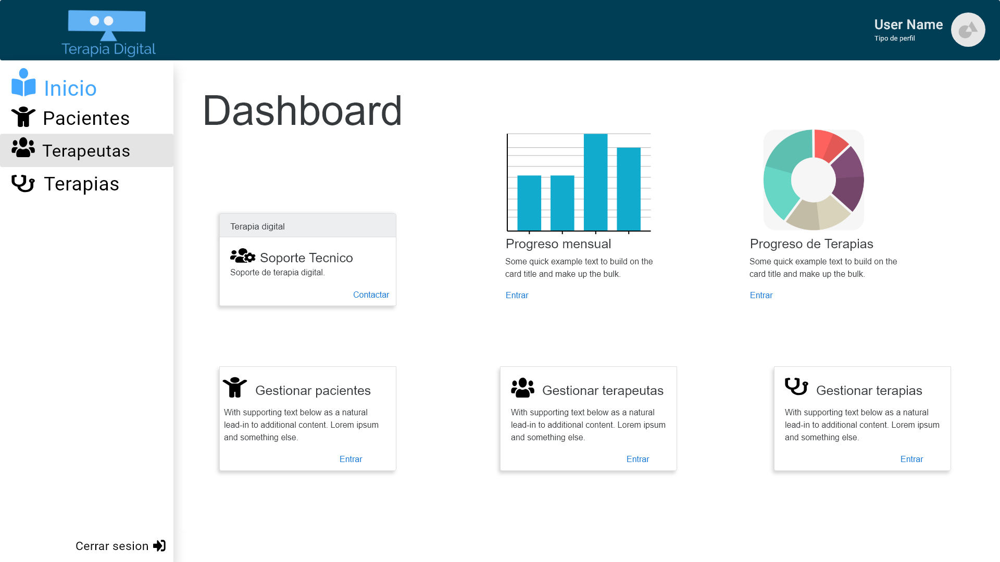 Terapia Digital
User Name
Tipo de perfil
Inicio
Pacientes
Terapeutas
Terapias
Cerrar sesion
Dashboard
Terapia digital
Soporte Tecnico
Soporte de terapia digital.
Contactar
Progreso mensual
Some quick example text to build on the
card title and make up the bulk.
Entrar
Progreso de Terapias
Some quick example text to build on the
card title and make up the bulk.
Entrar
Gestionar pacientes
With supporting text below as a natural
lead-in to additional content. Lorem ipsum
and something else.
Entrar
Gestionar terapeutas
With supporting text below as a natural
lead-in to additional content. Lorem ipsum
and something else.
Entrar
Gestionar terapias
With supporting text below as a natural
lead-in to additional content. Lorem ipsum
and something else.
Entrar